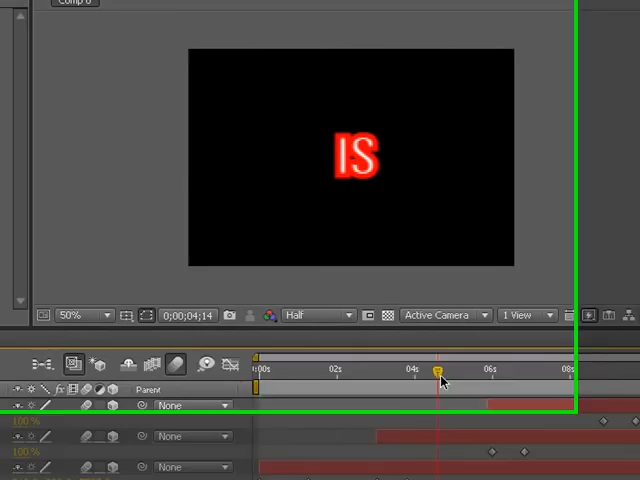 Comp 6
IS
50%
0;00;04;14
Half
Active Camera
1 View
:00s
02s
04s
06s
08s
fx
Parent
None
100 %
None
100 %
None